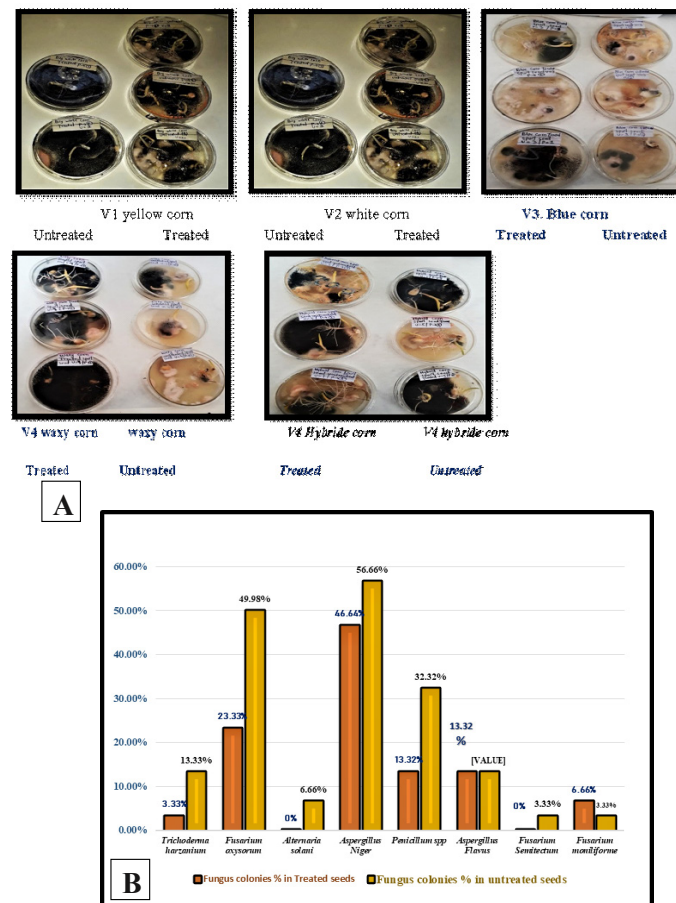 V1 yellow corn
Untreated Treated
V2 white corn
Untreated Treated
V3. Blue corn
Treated Untreated
V4 waxy corn waxy corn
Treated Untreated
V4 Hybride corn V4 hybride corn
Treated Untreated
A
60.00%
50.00%
40.00%
30.00%
20.00%
10.00%
0.00%
3.33%
13.33%
23.33%
49.98%
0%
6.66%
46.64%
56.66%
13.32%
32.32%
13.32
%
[VALUE]
0%
3.33%
6.66%
3.33%
Trichoderma
harzanium
Fusarium
oxysorum
Alternaria
solani
Aspergillus
Niger
Penicillum spp
Aspergillus
Flavus
Fusarium
Semitectum
Fusarium
moniliforme
Fungus colonies % in Treated seeds
Fungus colonies % in untreated seeds
B